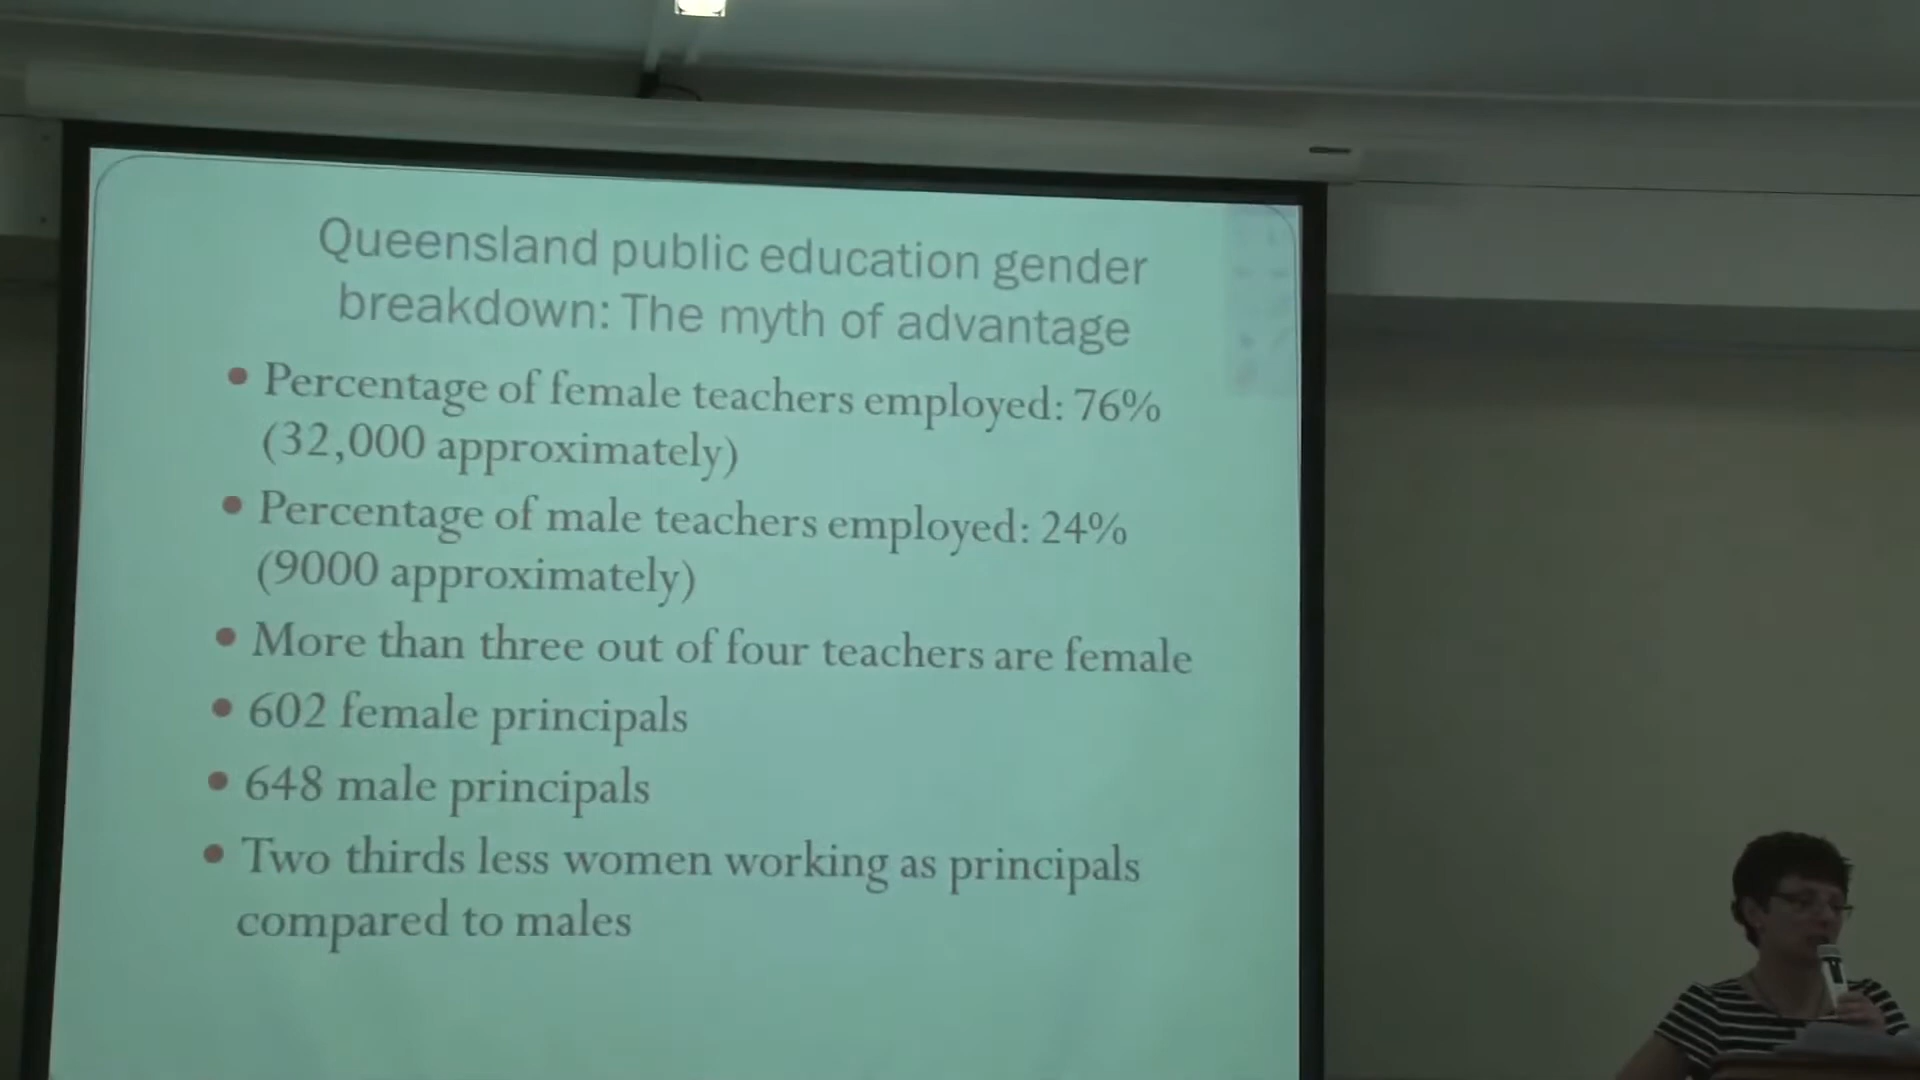 Queensland public education gender
breakdown: The myth of advantage
• Percentage of female teachers employed: 76%
(32,000 approximately)
• Percentage of male teachers employed: 24%
(9000 approximately)
• More than three out of four teachers are female
• 602 female principals
• 648 male principals
• Two thirds less women working as principals
compared to males